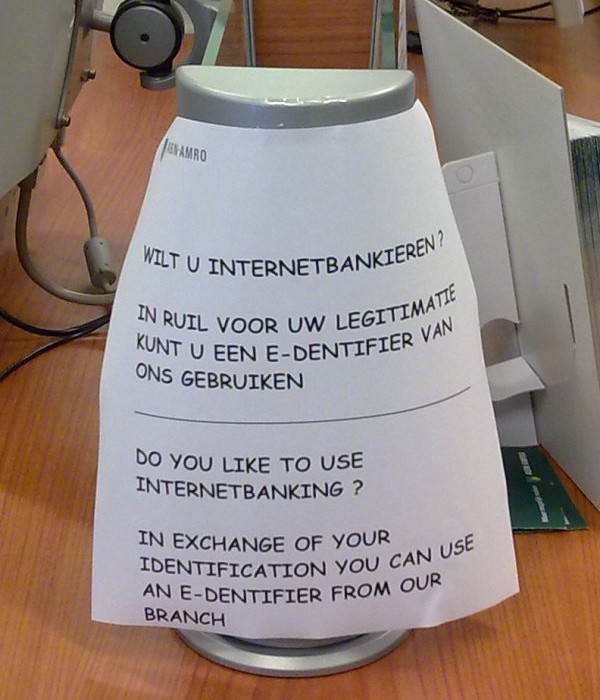 ABN·AMRO
WILT U INTERNETBANKIEREN ?
IN RUIL VOOR UW LEGITIMATIE
KUNT U EEN E-DENTIFIER VAN
ONS GEBRUIKEN
DO YOU LIKE TO USE
INTERNETBANKING ?
IN EXCHANGE OF YOUR
IDENTIFICATION YOU CAN USE
AN E-DENTIFIER FROM OUR
BRANCH